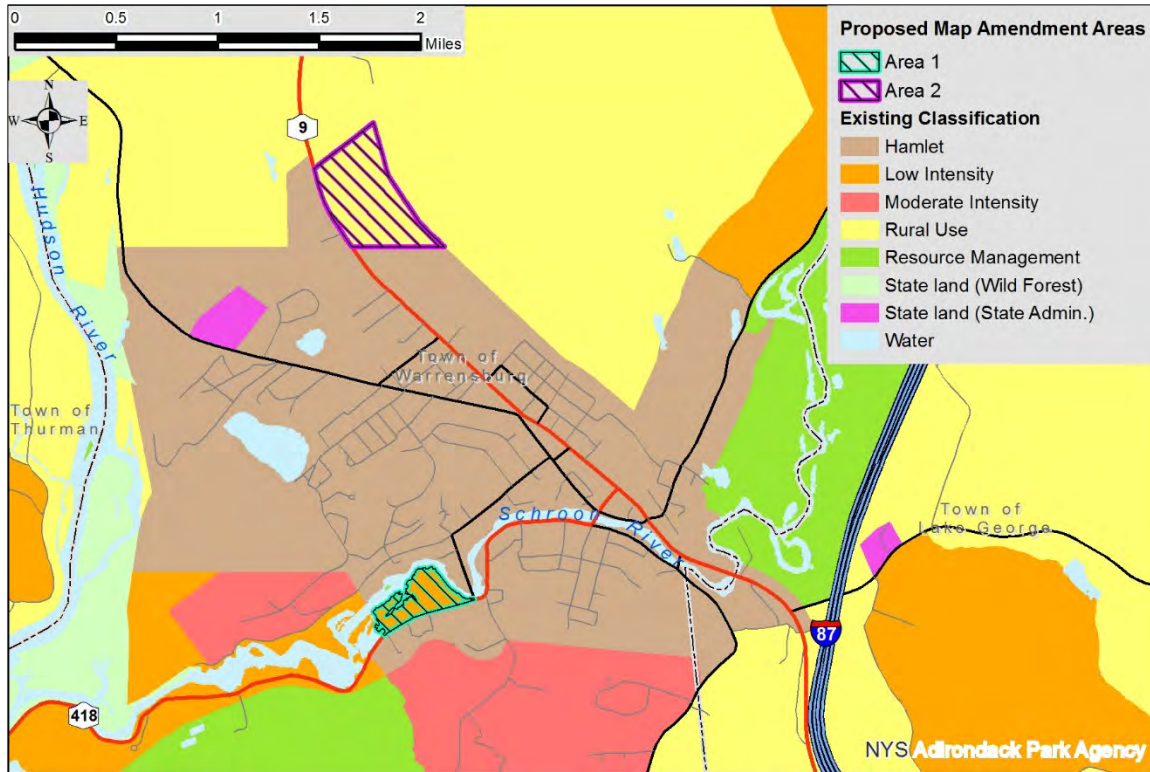 0 0.5 1 1.5 2
Miles
N
W E
S
Proposed Map Amendment Areas
Area 1
Area 2
Existing Classification
Hamlet
Low Intensity
Moderate Intensity
Rural Use
Resource Management
State land (Wild Forest)
State land (State Admin.)
Water
9
Hudson River
Town of
Warrensburg
Town of
Thurman
Schroon River
Town of
Lake George
87
418
NYS Adirondack Park Agency